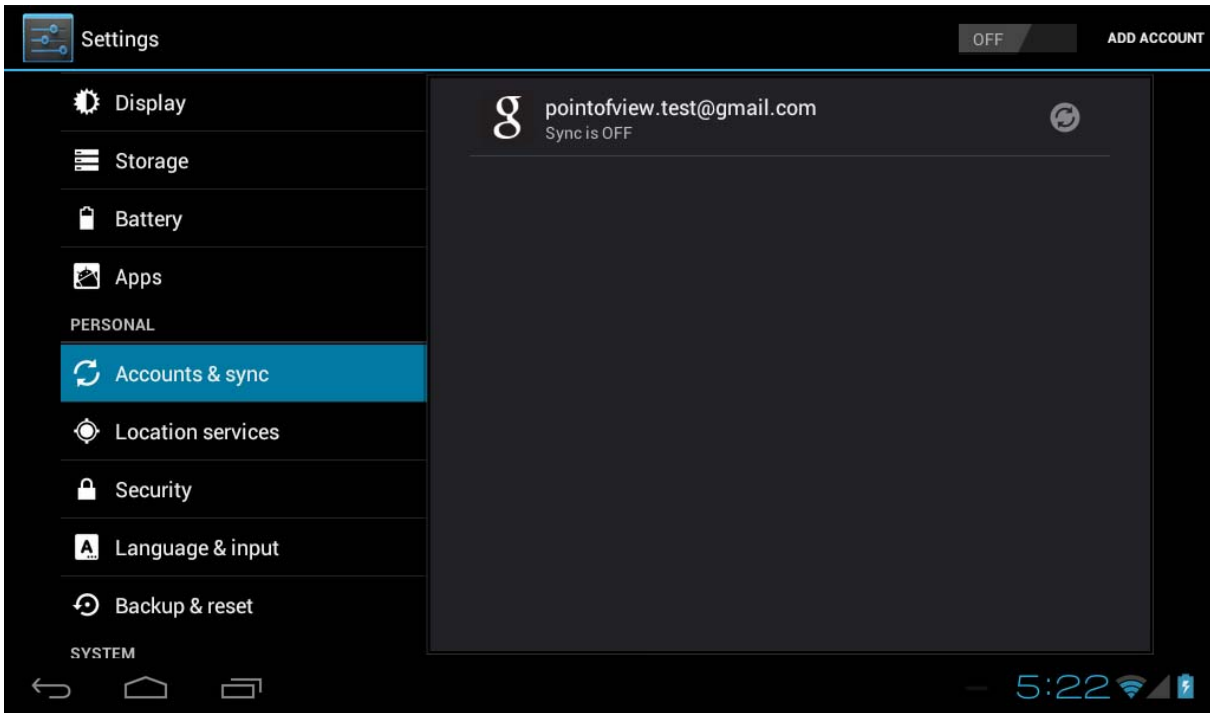 Settings
OFF
ADD ACCOUNT
Display
Storage
Battery
Apps
PERSONAL
Accounts & sync
Location services
Security
Language & input
Backup & reset
SYSTEM
g
pointofview.test@gmail.com
Sync is OFF
5:22